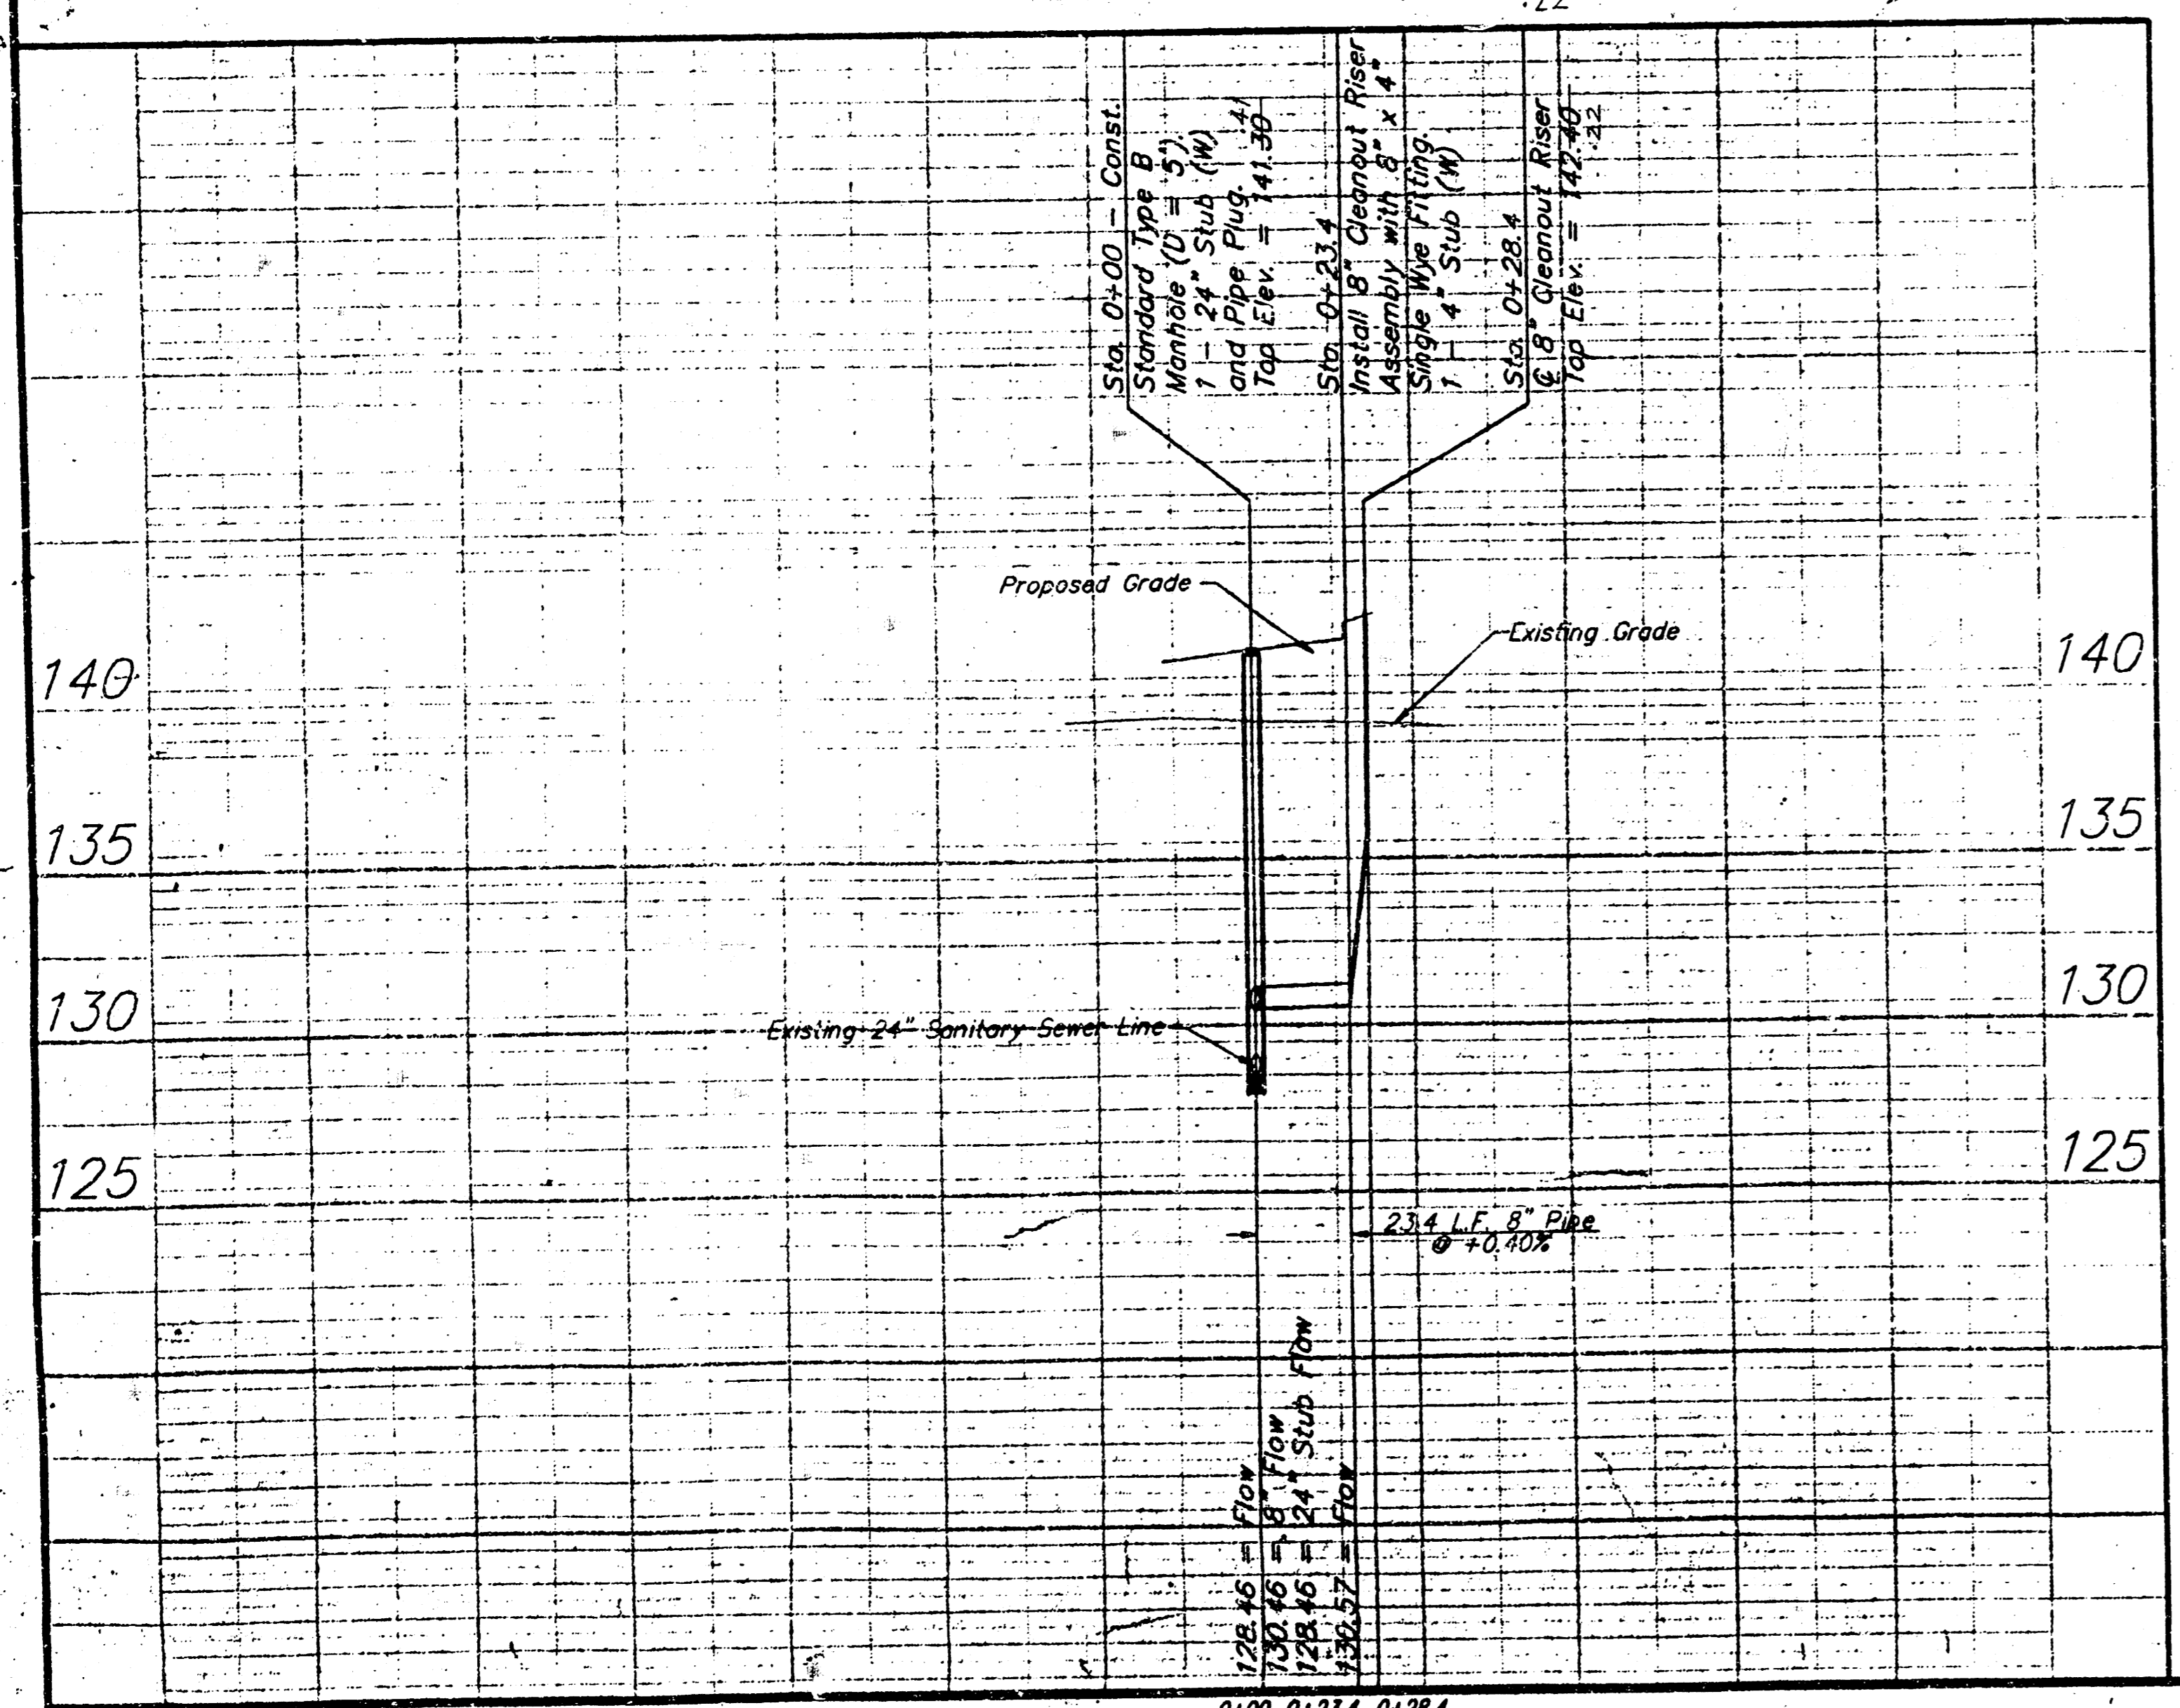 .22
Sta. 0+00 - Const.
Standard Type B
Manhole (D = 5').
1 - 24" Stub (W)
and Pipe Plug. .41
Top Elev. = 141.30
Sta. 0+23.4
Install 8" Cleanout Riser
Assembly with 8" x 4"
Single Wye Fitting.
1 - 4" Stub (W)
Sta. 0+28.4
℄ 8" Cleanout Riser
Top Elev. = 142.40
.22
Proposed Grade
Existing Grade
140
140
135
135
130
130
Existing 24" Sanitary Sewer Line
125
125
23.4 L.F. 8" Pipe
@ +0.40%
128.46 = Flow
130.46 = 8" Flow
128.46 = 24" Stub Flow
130.57 = Flow
0+00 0+23.4 0+28.4